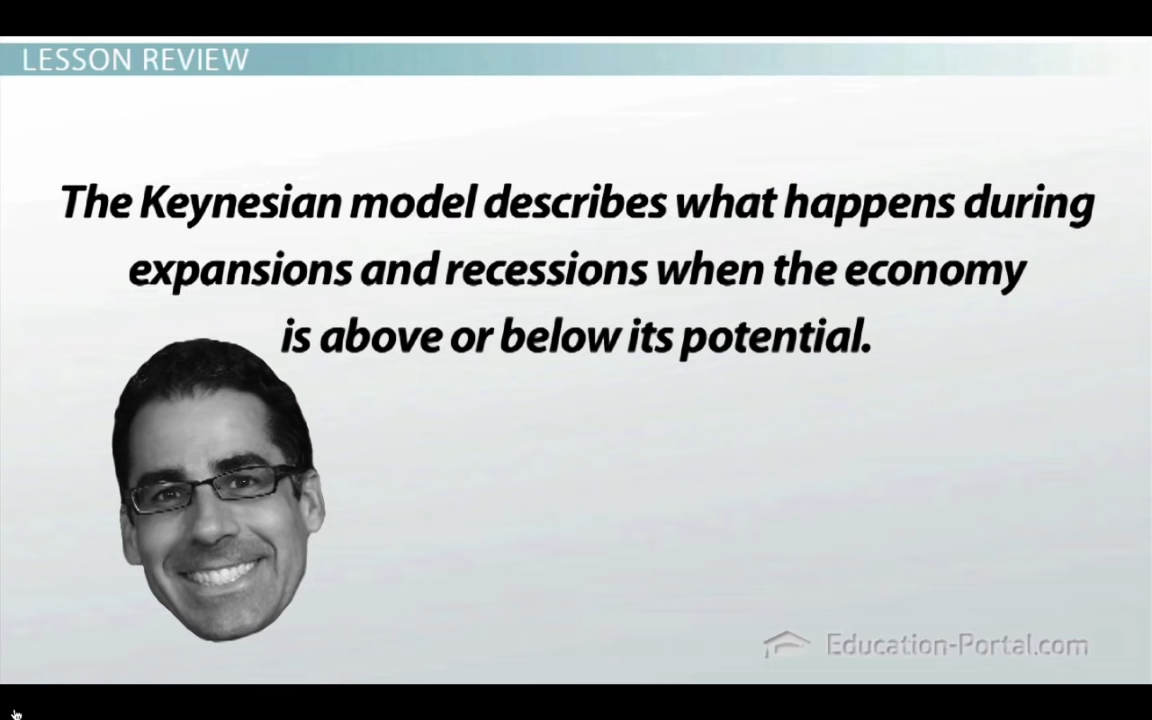 LESSON REVIEW
The Keynesian model describes what happens during
expansions and recessions when the economy
is above or below its potential.
Education-Portal.com